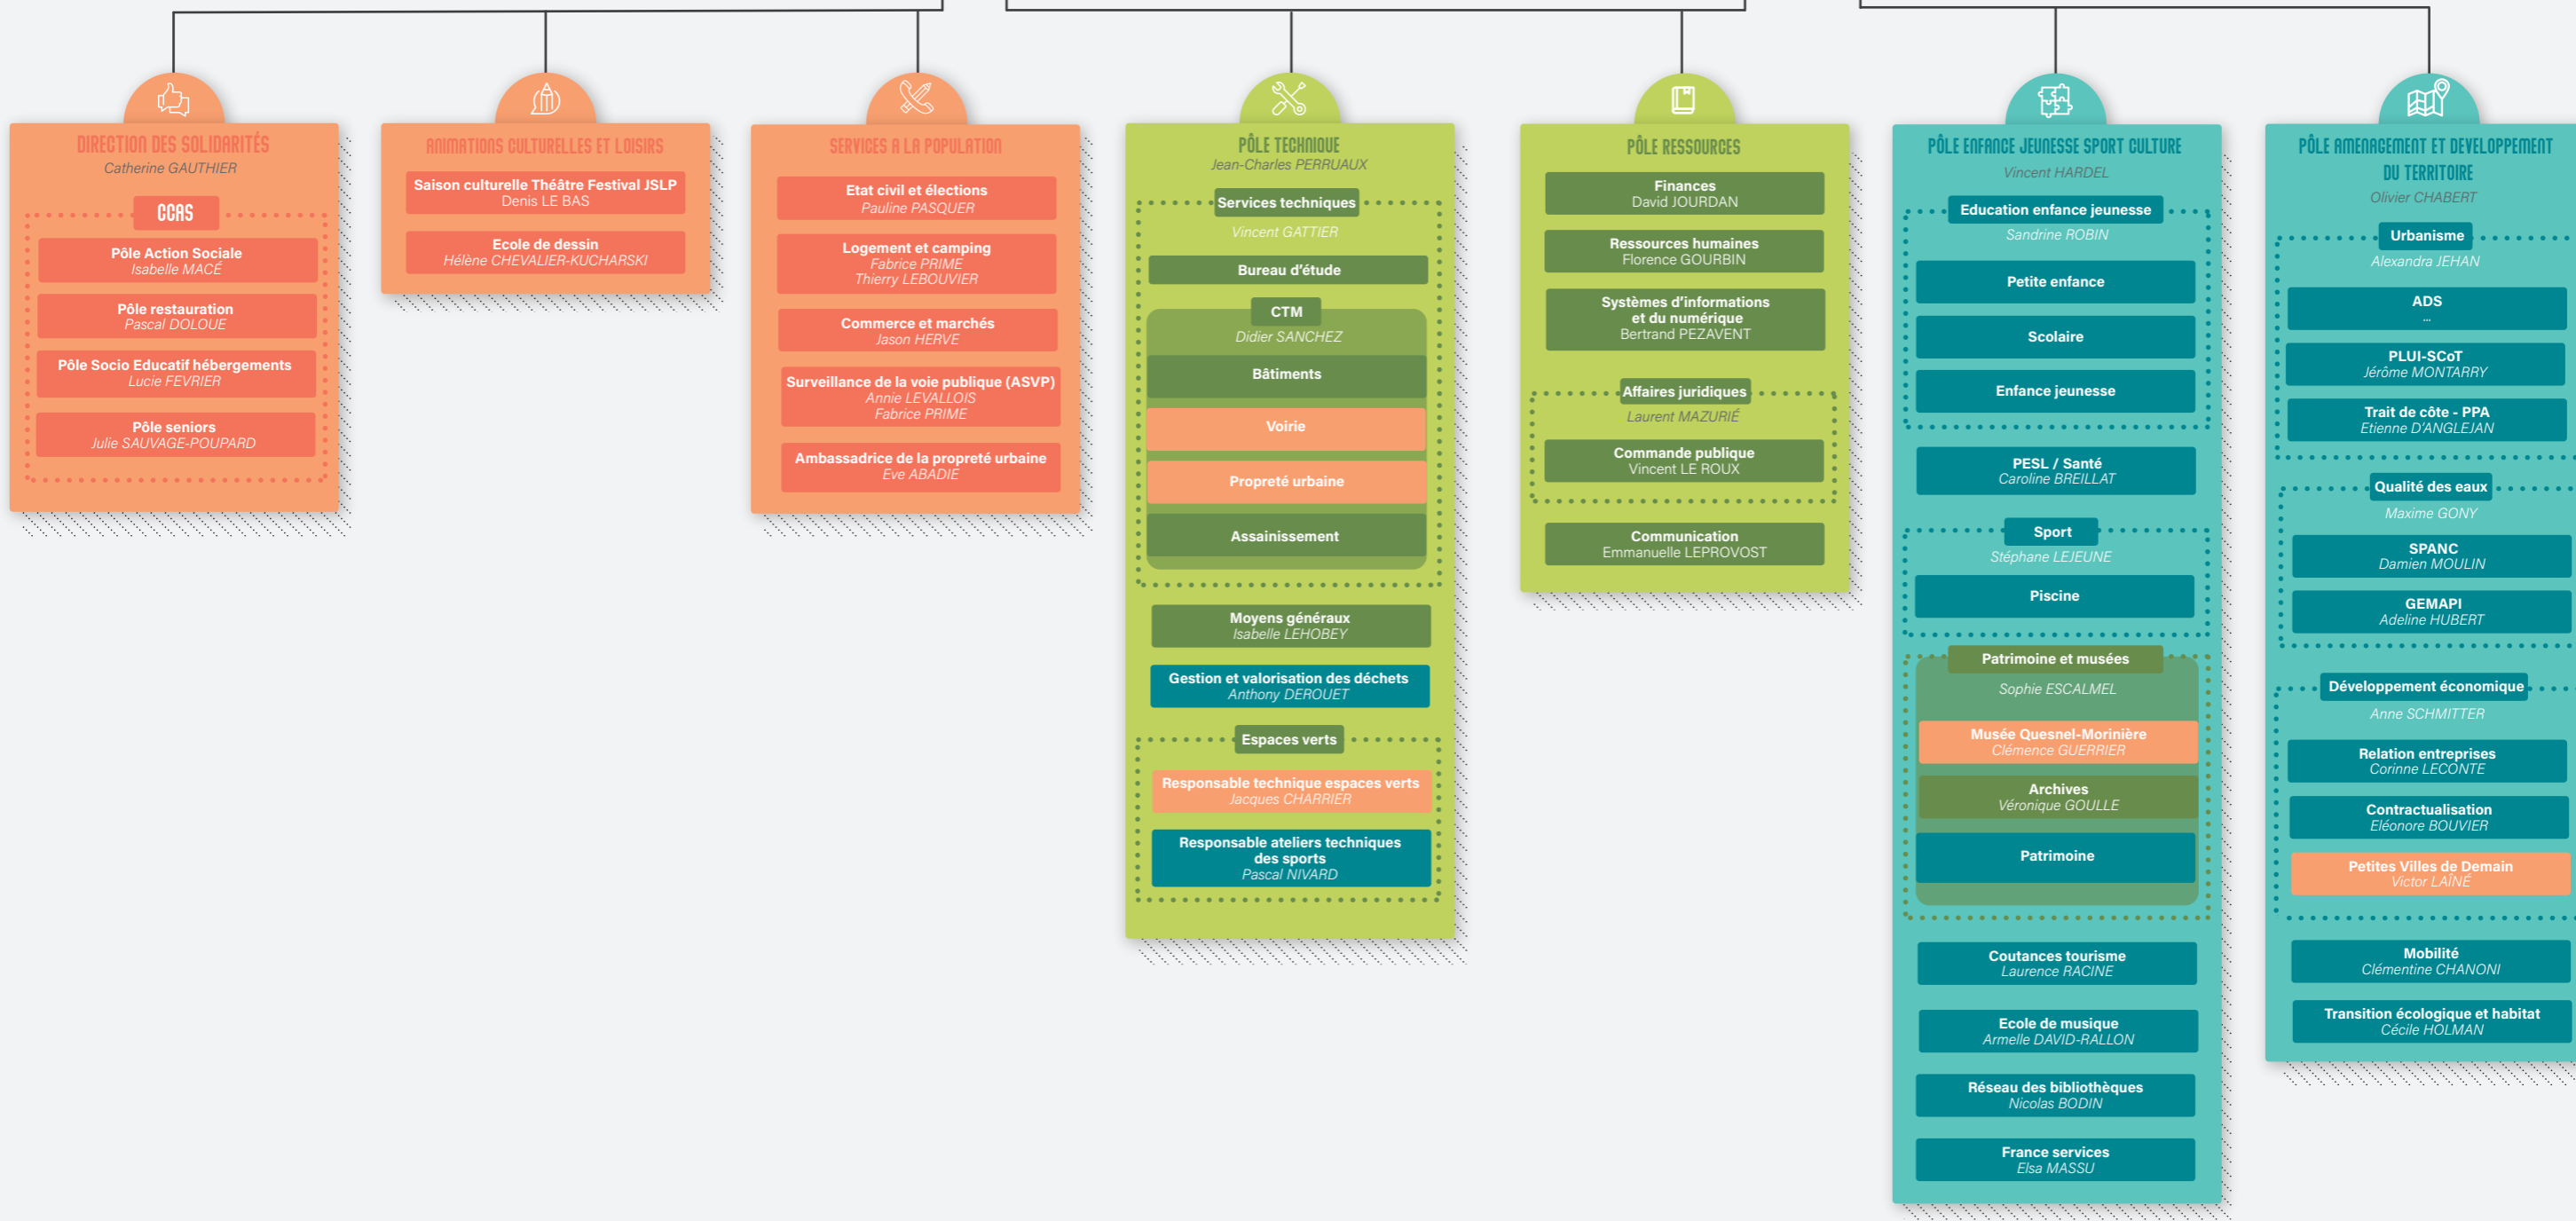 DIRECTION DES SOLIDARITÉS
Catherine GAUTHIER
CCAS
Pôle Action Sociale
Isabelle MACÉ
Pôle restauration
Pascal DOLOUE
Pôle Socio Educatif hébergements
Lucie FEVRIER
Pôle seniors
Julie SAUVAGE-POUPARD
ANIMATIONS CULTURELLES ET LOISIRS
Saison culturelle Théâtre Festival JSLP
Denis LE BAS
Ecole de dessin
Hélène CHEVALIER-KUCHARSKI
SERVICES A LA POPULATION
Etat civil et élections
Pauline PASQUER
Logement et camping
Fabrice PRIME
Thierry LEBOUVIER
Commerce et marchés
Jason HERVE
Surveillance de la voie publique (ASVP)
Annie LEVALLOIS
Fabrice PRIME
Ambassadrice de la propreté urbaine
Eve ABADIE
PÔLE TECHNIQUE
Jean-Charles PERRUAUX
Services techniques
Vincent GATTIER
Bureau d'étude
CTM
Didier SANCHEZ
Bâtiments
Voirie
Propreté urbaine
Assainissement
Moyens généraux
Isabelle LEHOBEY
Gestion et valorisation des déchets
Anthony DEROUET
Espaces verts
Responsable technique espaces verts
Jacques CHARRIER
Responsable ateliers techniques
des sports
Pascal NIVARD
PÔLE RESSOURCES
Finances
David JOURDAN
Ressources humaines
Florence GOURBIN
Systèmes d'informations
et du numérique
Bertrand PEZAVENT
Affaires juridiques
Laurent MAZURIÉ
Commande publique
Vincent LE ROUX
Communication
Emmanuelle LEPROVOST
PÔLE ENFANCE JEUNESSE SPORT CULTURE
Vincent HARDEL
Education enfance jeunesse
Sandrine ROBIN
Petite enfance
Scolaire
Enfance jeunesse
PESL / Santé
Caroline BREILLAT
Sport
Stéphane LEJEUNE
Piscine
Patrimoine et musées
Sophie ESCALMEL
Musée Quesnel-Morinière
Clémence GUERRIER
Archives
Véronique GOULLE
Patrimoine
Coutances tourisme
Laurence RACINE
Ecole de musique
Armelle DAVID-RALLON
Réseau des bibliothèques
Nicolas BODIN
France services
Elsa MASSU
PÔLE AMENAGEMENT ET DEVELOPPEMENT
DU TERRITOIRE
Olivier CHABERT
Urbanisme
Alexandra JEHAN
ADS
...
PLUI-SCoT
Jérôme MONTARRY
Trait de côte - PPA
Etienne D'ANGLEJAN
Qualité des eaux
Maxime GONY
SPANC
Damien MOULIN
GEMAPI
Adeline HUBERT
Développement économique
Anne SCHMITTER
Relation entreprises
Corinne LECONTE
Contractualisation
Eléonore BOUVIER
Petites Villes de Demain
Victor LAÎNÉ
Mobilité
Clémentine CHANONI
Transition écologique et habitat
Cécile HOLMAN